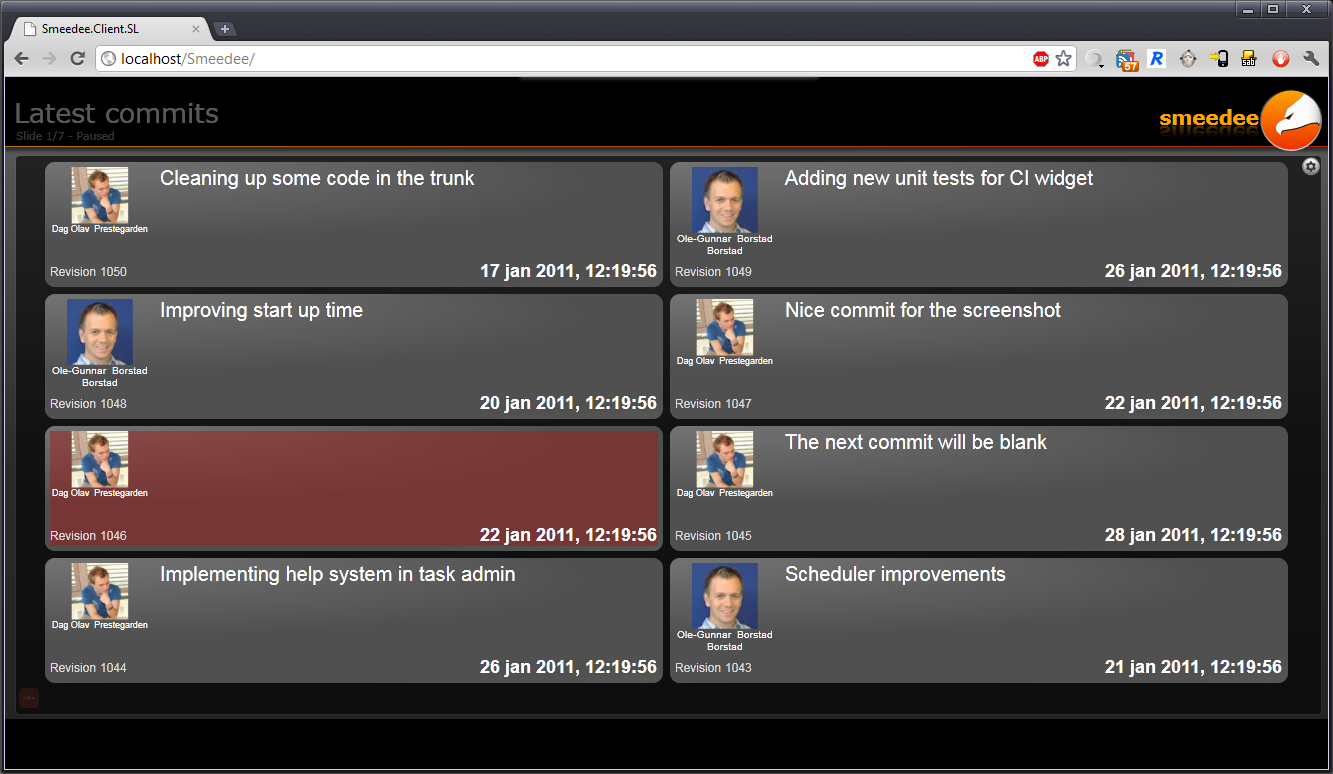 Smeedee.Client.SL
localhost/Smeedee/
ABP
57
R
sab
Latest commits
Slide 1/7 - Paused
smeedee
Cleaning up some code in the trunk
Dag Olav Prestegarden
Revision 1050
17 jan 2011, 12:19:56
Adding new unit tests for CI widget
Ole-Gunnar Borstad
Borstad
Revision 1049
26 jan 2011, 12:19:56
Improving start up time
Ole-Gunnar Borstad
Borstad
Revision 1048
20 jan 2011, 12:19:56
Nice commit for the screenshot
Dag Olav Prestegarden
Revision 1047
22 jan 2011, 12:19:56
Dag Olav Prestegarden
Revision 1046
22 jan 2011, 12:19:56
The next commit will be blank
Dag Olav Prestegarden
Revision 1045
28 jan 2011, 12:19:56
Implementing help system in task admin
Dag Olav Prestegarden
Revision 1044
26 jan 2011, 12:19:56
Scheduler improvements
Ole-Gunnar Borstad
Borstad
Revision 1043
21 jan 2011, 12:19:56